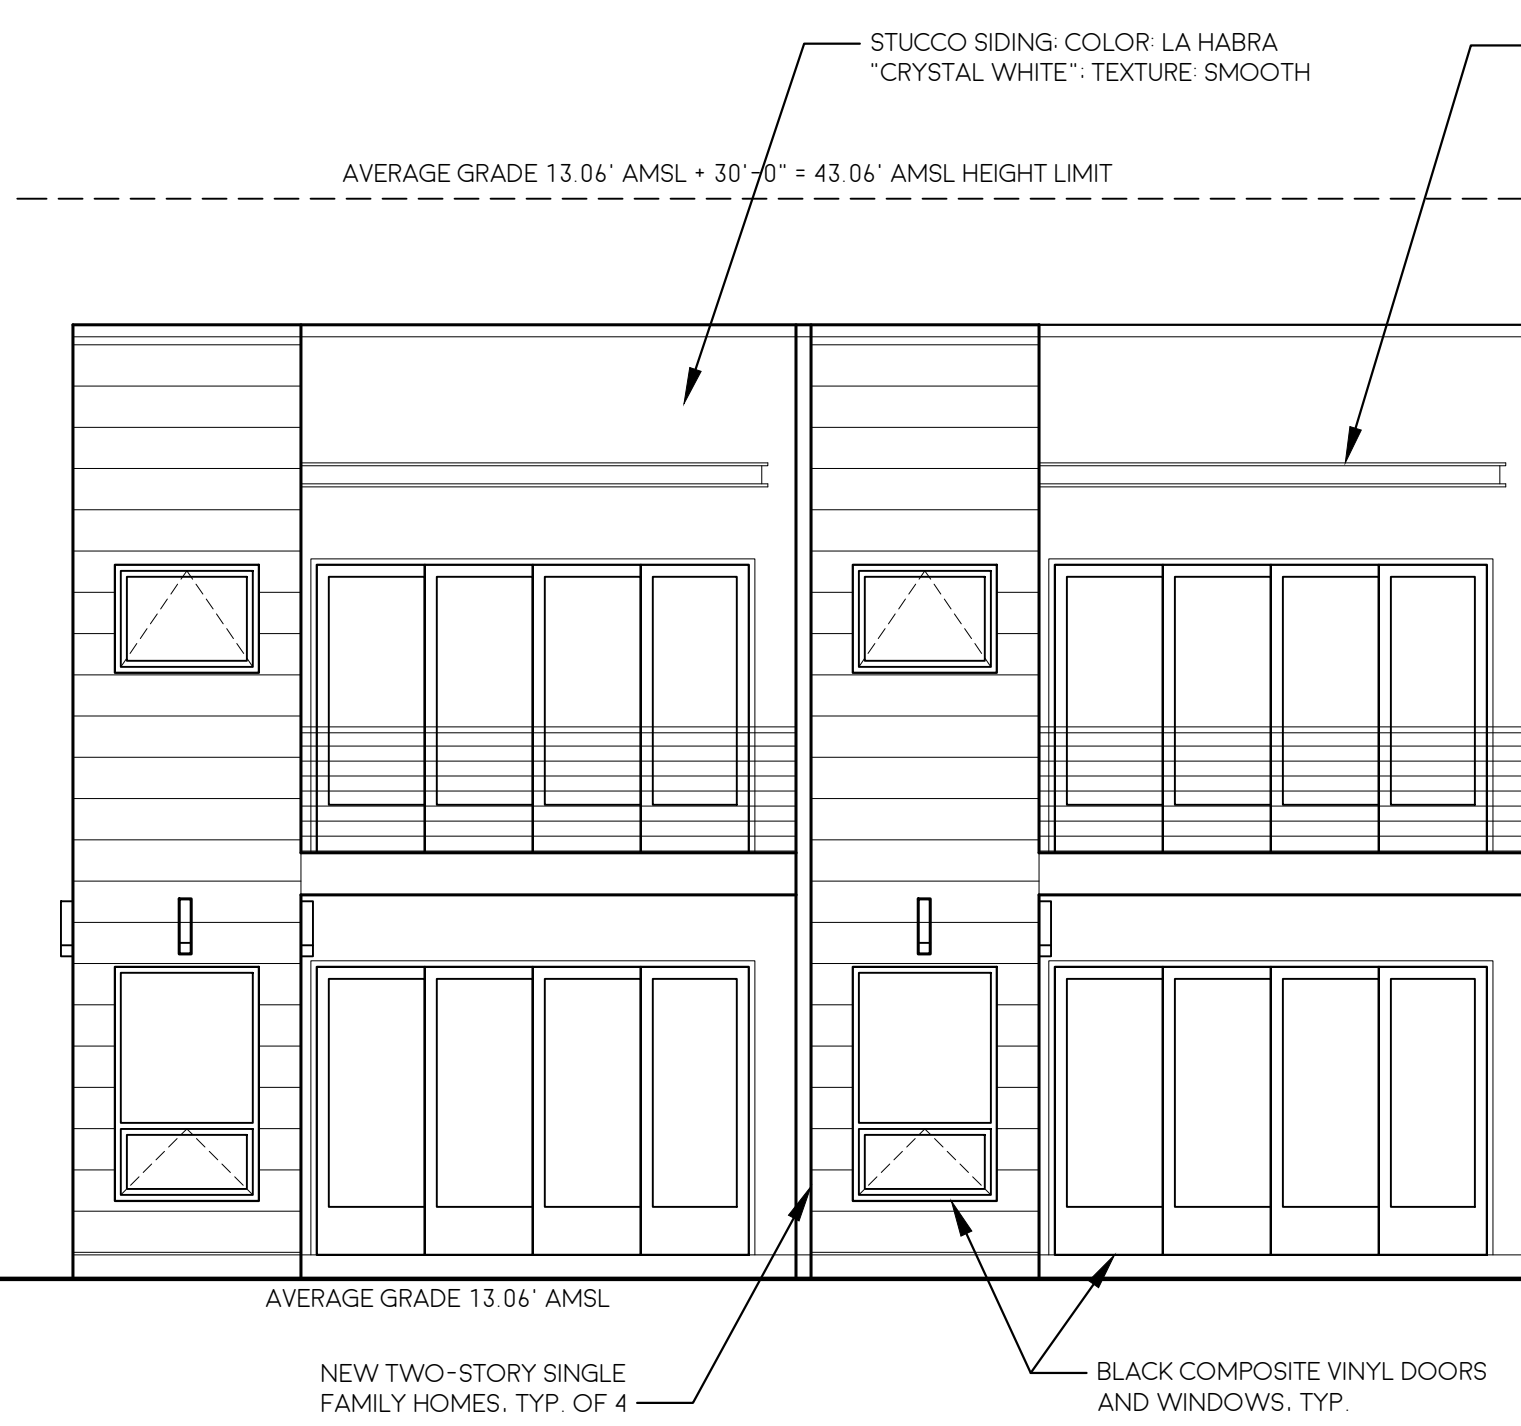 STUCCO SIDING; COLOR: LA HABRA
"CRYSTAL WHITE"; TEXTURE: SMOOTH
AVERAGE GRADE 13.06' AMSL + 30'-0" = 43.06' AMSL HEIGHT LIMIT
AVERAGE GRADE 13.06' AMSL
NEW TWO-STORY SINGLE
FAMILY HOMES, TYP. OF 4
BLACK COMPOSITE VINYL DOORS
AND WINDOWS, TYP.